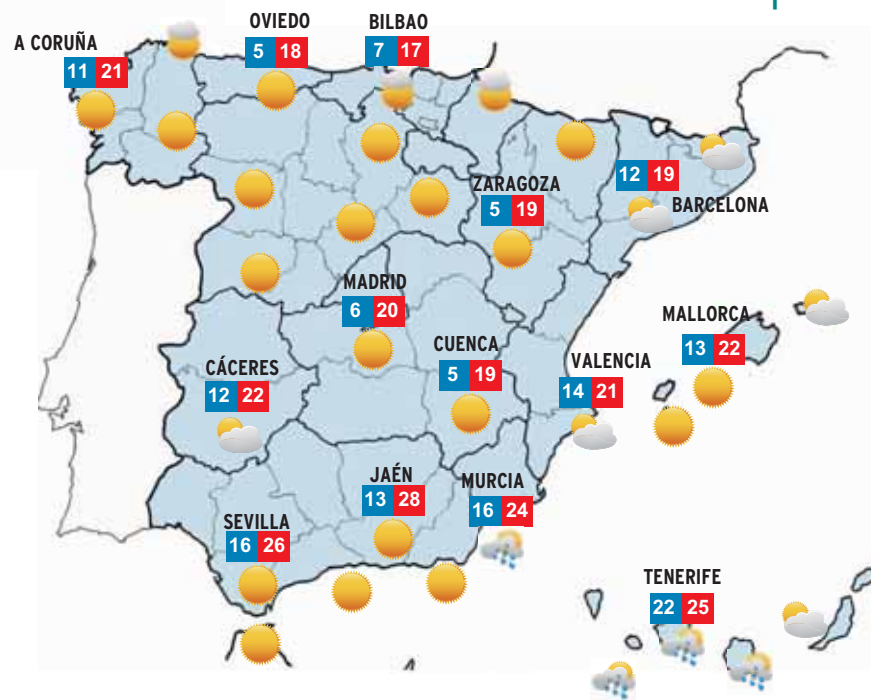 OVIEDO
5 18
BILBAO
7 17
A CORUÑA
11 21
ZARAGOZA
5 19
12 19
BARCELONA
MADRID
6 20
MALLORCA
13 22
CUENCA
5 19
VALENCIA
14 21
CÁCERES
12 22
JAÉN
13 28
MURCIA
16 24
SEVILLA
16 26
TENERIFE
22 25